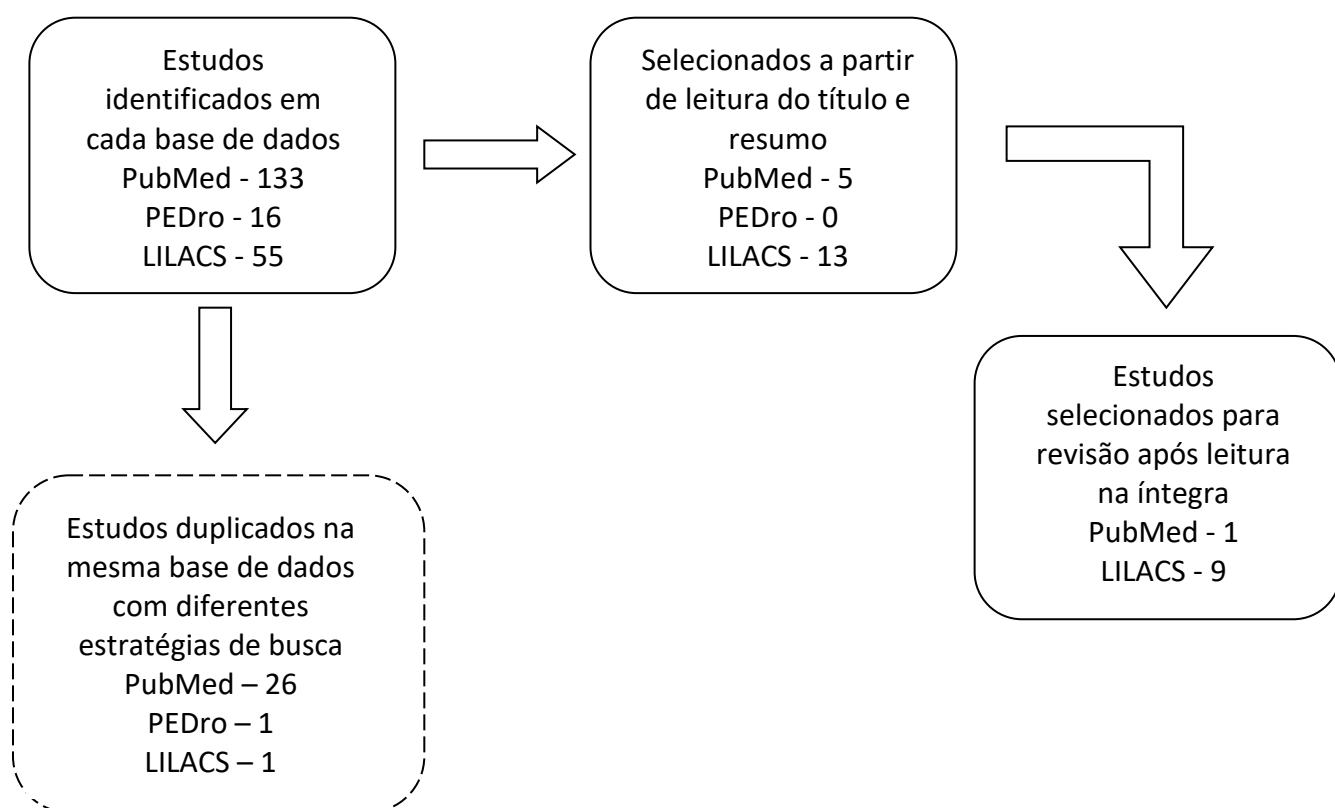 Estudos
identificados em
cada base de dados
PubMed - 133
PEDro - 16
LILACS - 55
Selecionados a partir
de leitura do título e
resumo
PubMed - 5
PEDro - 0
LILACS - 13
Estudos
selecionados para
revisão após leitura
na íntegra
PubMed - 1
LILACS - 9
Estudos duplicados na
mesma base de dados
com diferentes
estratégias de busca
PubMed – 26
PEDro – 1
LILACS – 1